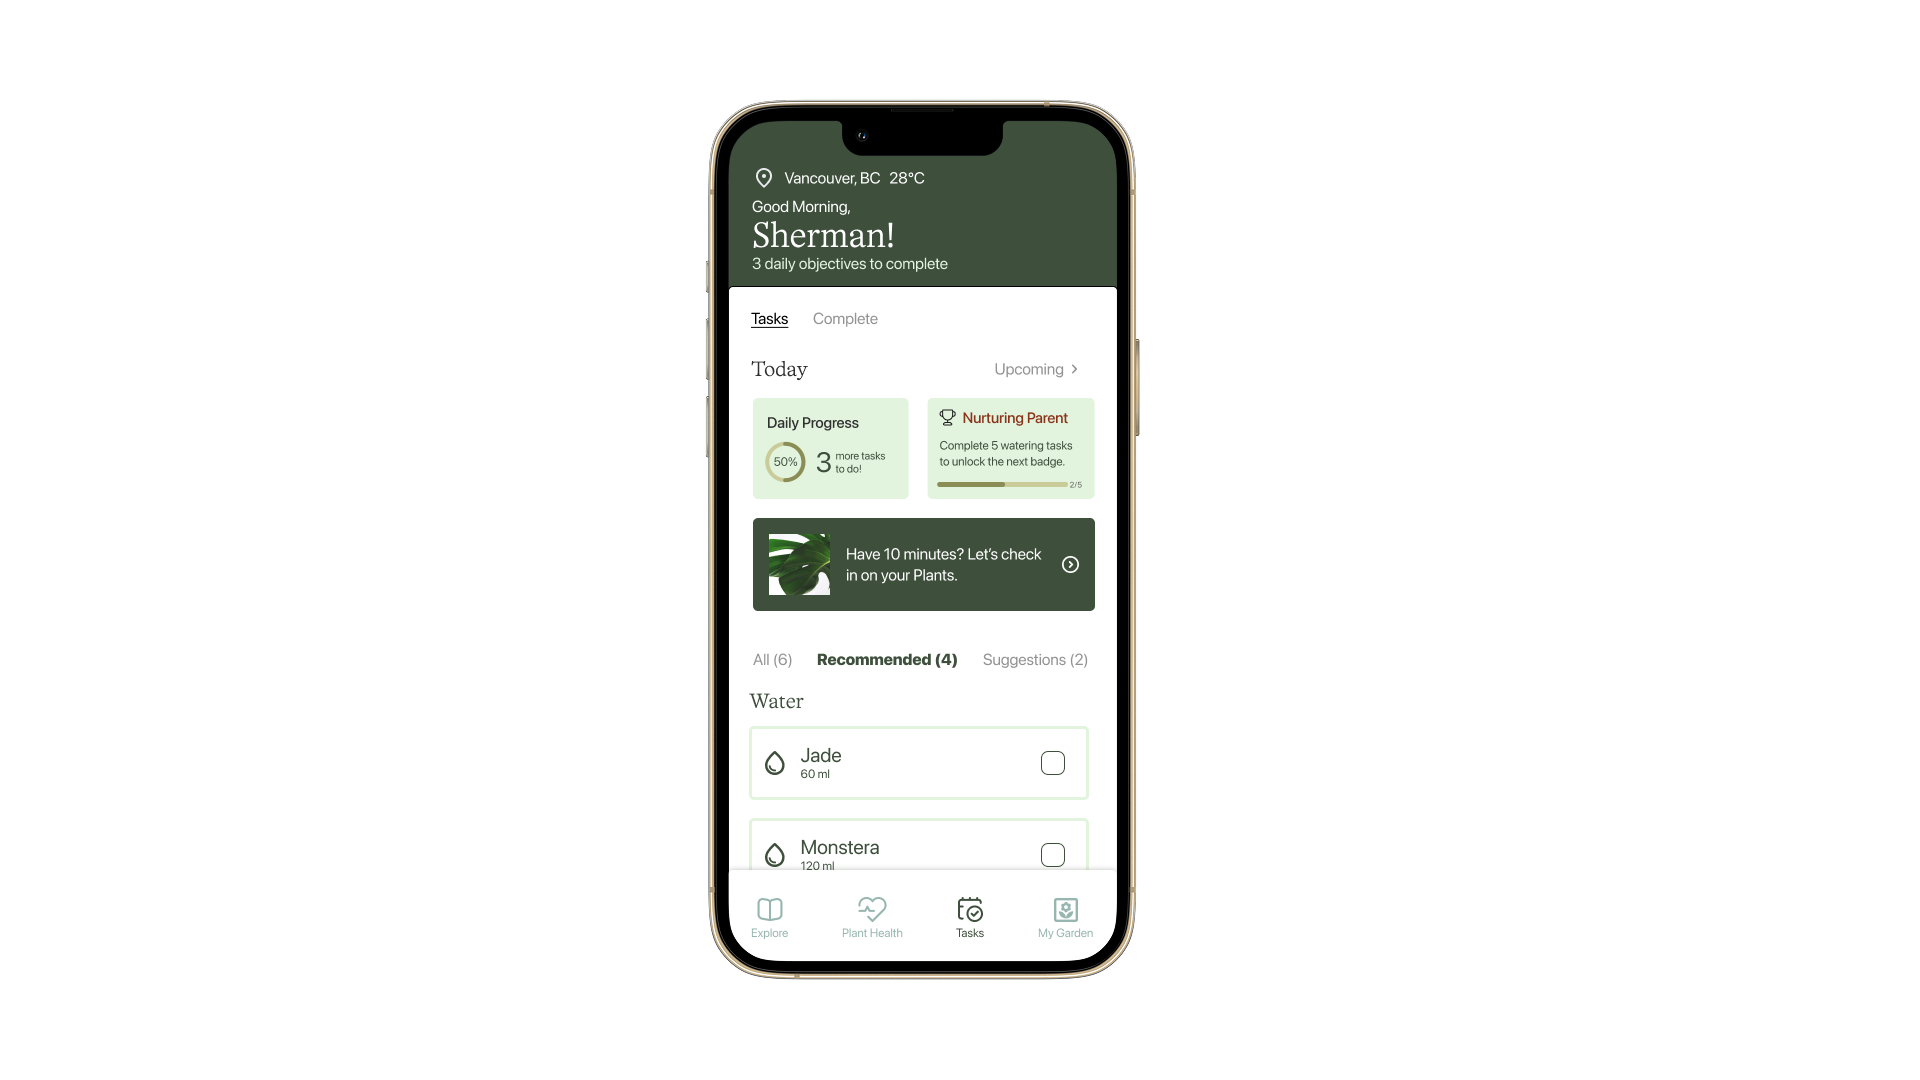 Vancouver, BC 28°C
Good Morning,
Sherman!
3 daily objectives to complete
Tasks Complete
Today Upcoming
Daily Progress
50%
3
more tasks
to do!
Nurturing Parent
Complete 5 watering tasks
to unlock the next badge.
2/5
Have 10 minutes? Let's check
in on your Plants.
All (6) Recommended (4) Suggestions (2)
Water
Jade
60 ml
Monstera
120 ml
Explore Plant Health Tasks My Garden